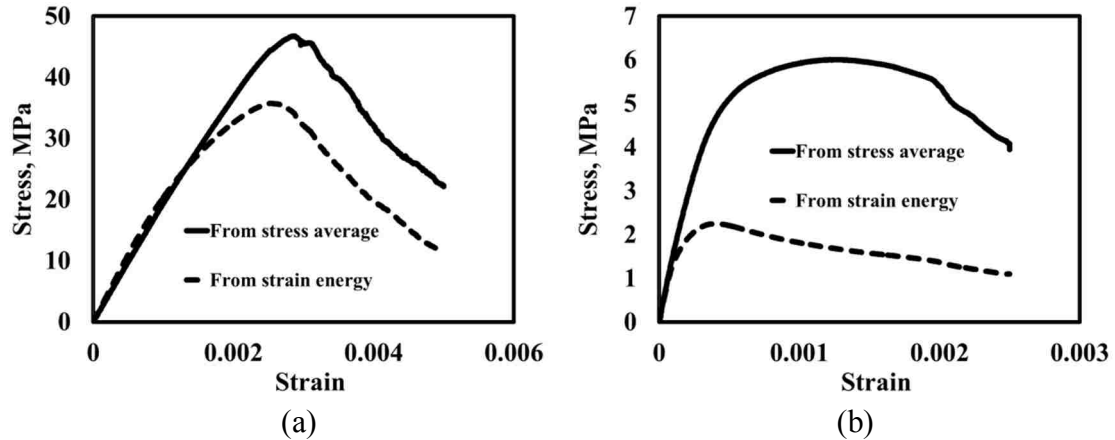 50
40
30
20
10
0
Stress, MPa
From stress average
From strain energy
0 0.002 0.004 0.006
Strain
(a)
7
6
5
4
3
2
1
0
Stress, MPa
From stress average
From strain energy
0 0.001 0.002 0.003
Strain
(b)